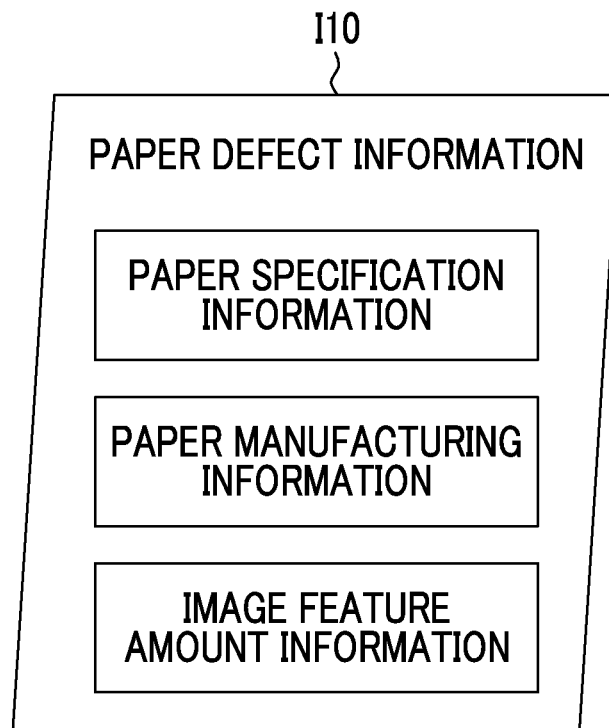 I10
PAPER DEFECT INFORMATION
PAPER SPECIFICATION
INFORMATION
PAPER MANUFACTURING
INFORMATION
IMAGE FEATURE
AMOUNT INFORMATION